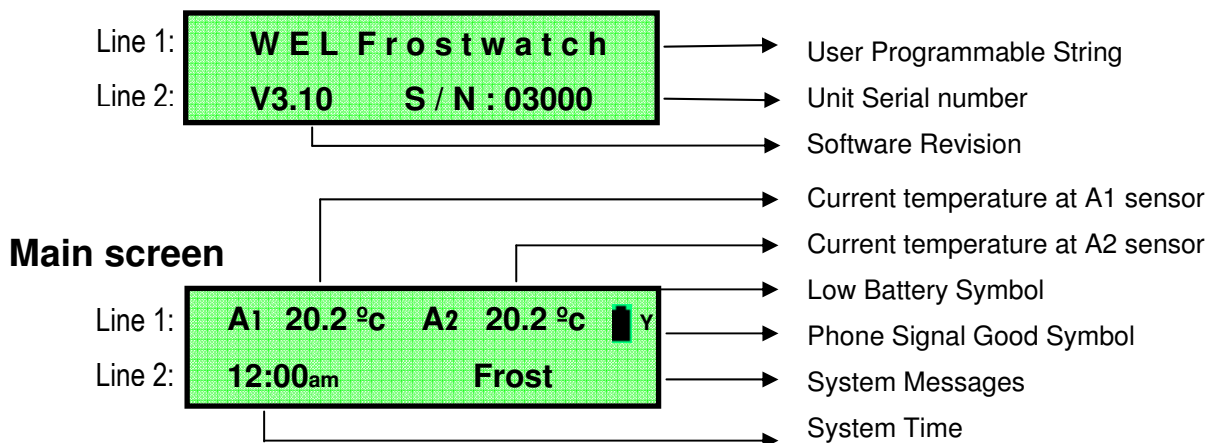 Line 1: W E L F r o s t w a t c h User Programmable String
Line 2: V3.10 S / N : 03000 Unit Serial number
Software Revision
Current temperature at A1 sensor
Main screen Current temperature at A2 sensor
Low Battery Symbol
Line 1: A1 20.2 ºc A2 20.2 ºc Y Phone Signal Good Symbol
Line 2: 12:00am Frost System Messages
System Time